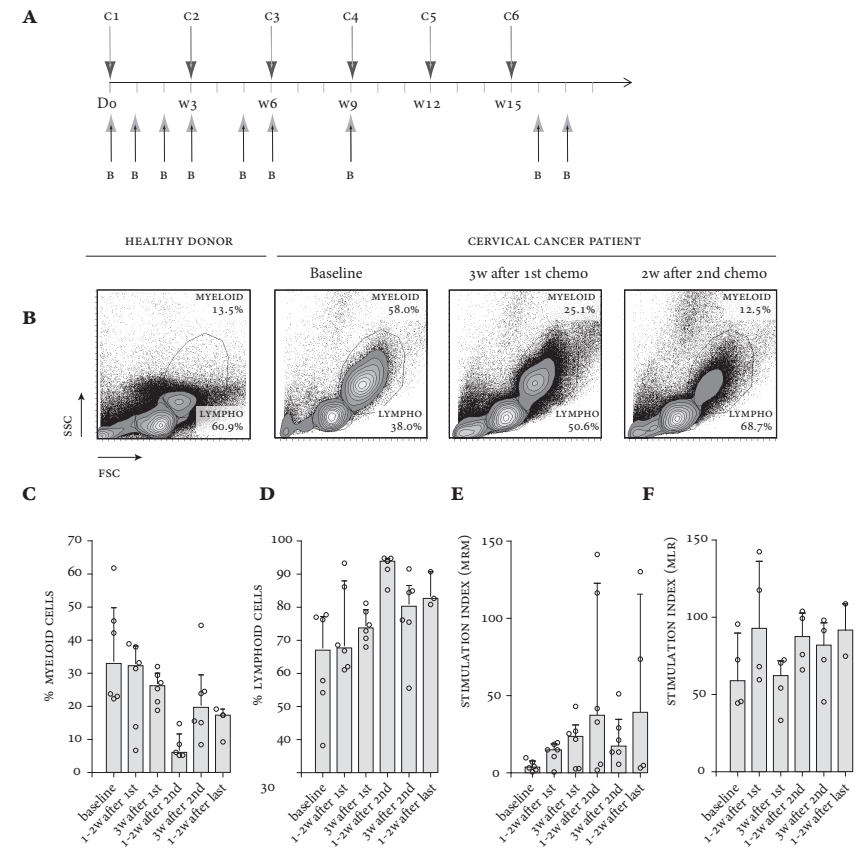 A
C1 C2 C3 C4 C5 C6
D0 W3 W6 W9 W12 W15
B B B B B B B B B
HEALTHY DONOR
CERVICAL CANCER PATIENT
Baseline
3w after 1st chemo
2w after 2nd chemo
B
MYELOID
13.5%
LYMPHO
60.9%
MYELOID
58.0%
LYMPHO
38.0%
MYELOID
25.1%
LYMPHO
50.6%
MYELOID
12.5%
LYMPHO
68.7%
SSC
FSC
C
% MYELOID CELLS
70
60
50
40
30
20
10
0
baseline
1-2w after 1st
3w after 1st
1-2w after 2nd
3w after 2nd
1-2w after last
D
% LYMPHOID CELLS
100
90
80
70
60
50
40
30
baseline
1-2w after 1st
3w after 1st
1-2w after 2nd
3w after 2nd
1-2w after last
E
STIMULATION INDEX (MRM)
150
100
50
0
baseline
1-2w after 1st
3w after 1st
1-2w after 2nd
3w after 2nd
1-2w after last
F
STIMULATION INDEX (MLR)
150
100
50
0
baseline
1-2w after 1st
3w after 1st
1-2w after 2nd
3w after 2nd
1-2w after last